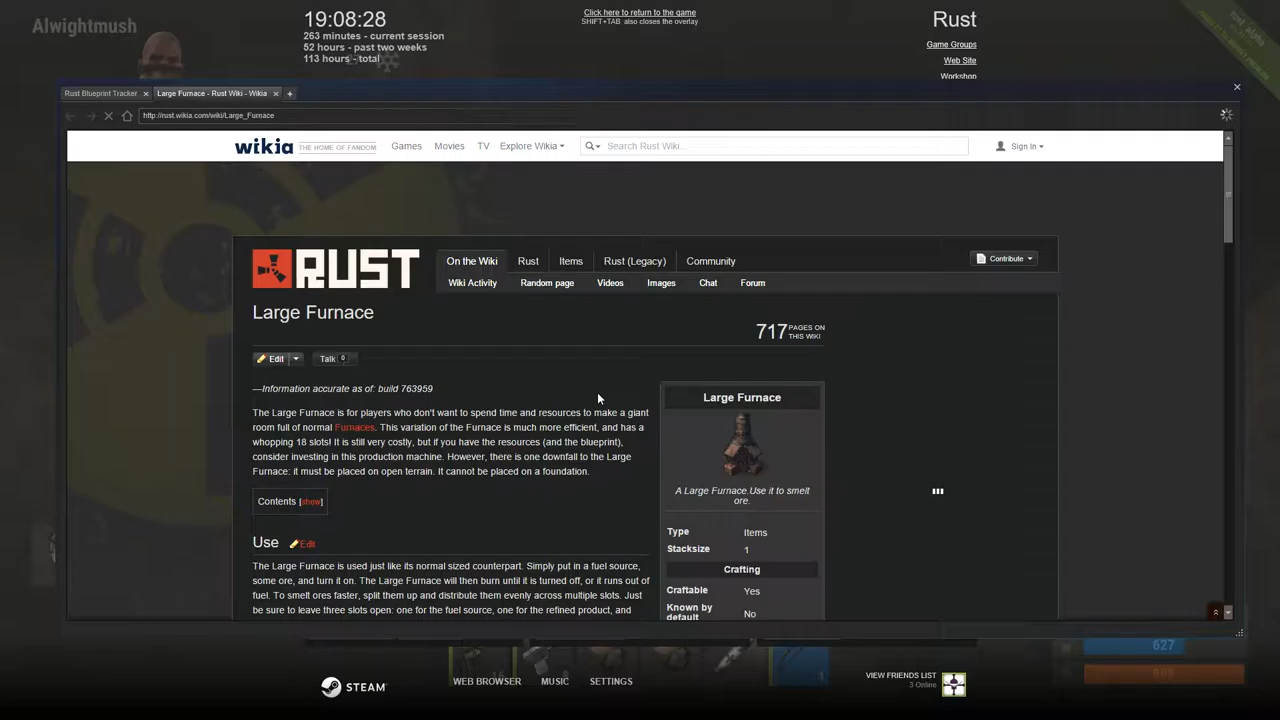 Alwightmush
19:08:28
263 minutes - current session
52 hours - past two weeks
113 hours - total
Click here to return to the game
SHIFT+TAB also closes the overlay
Rust
Game Groups
Web Site
Workshop
Rust Blueprint Tracker x
Large Furnace - Rust Wiki - Wikia x +
http://rust.wikia.com/wiki/Large_Furnace
wikia THE HOME OF FANDOM Games Movies TV Explore Wikia Search Rust Wiki... Sign In
RUST
On the Wiki Rust Items Rust (Legacy) Community Contribute
Wiki Activity Random page Videos Images Chat Forum
Large Furnace
717 PAGES ON
THIS WIKI
Edit Talk 0
—Information accurate as of: build 763959
The Large Furnace is for players who don't want to spend time and resources to make a giant
room full of normal Furnaces. This variation of the Furnace is much more efficient, and has a
whopping 18 slots! It is still very costly, but if you have the resources (and the blueprint),
consider investing in this production machine. However, there is one downfall to the Large
Furnace: it must be placed on open terrain. It cannot be placed on a foundation.
Contents [show]
Use Edit
The Large Furnace is used just like its normal sized counterpart. Simply put in a fuel source,
some ore, and turn it on. The Large Furnace will then burn until it is turned off, or it runs out
of fuel. To smelt ores faster, split them up and distribute them evenly across multiple slots. Just
be sure to leave three slots open: one for the fuel source, one for the refined product, and
Large Furnace
A Large Furnace.Use it to smelt
ore.
Type Items
Stacksize 1
Crafting
Craftable Yes
Known by
default No
627
STEAM
WEB BROWSER MUSIC SETTINGS
VIEW FRIENDS LIST
3 Online